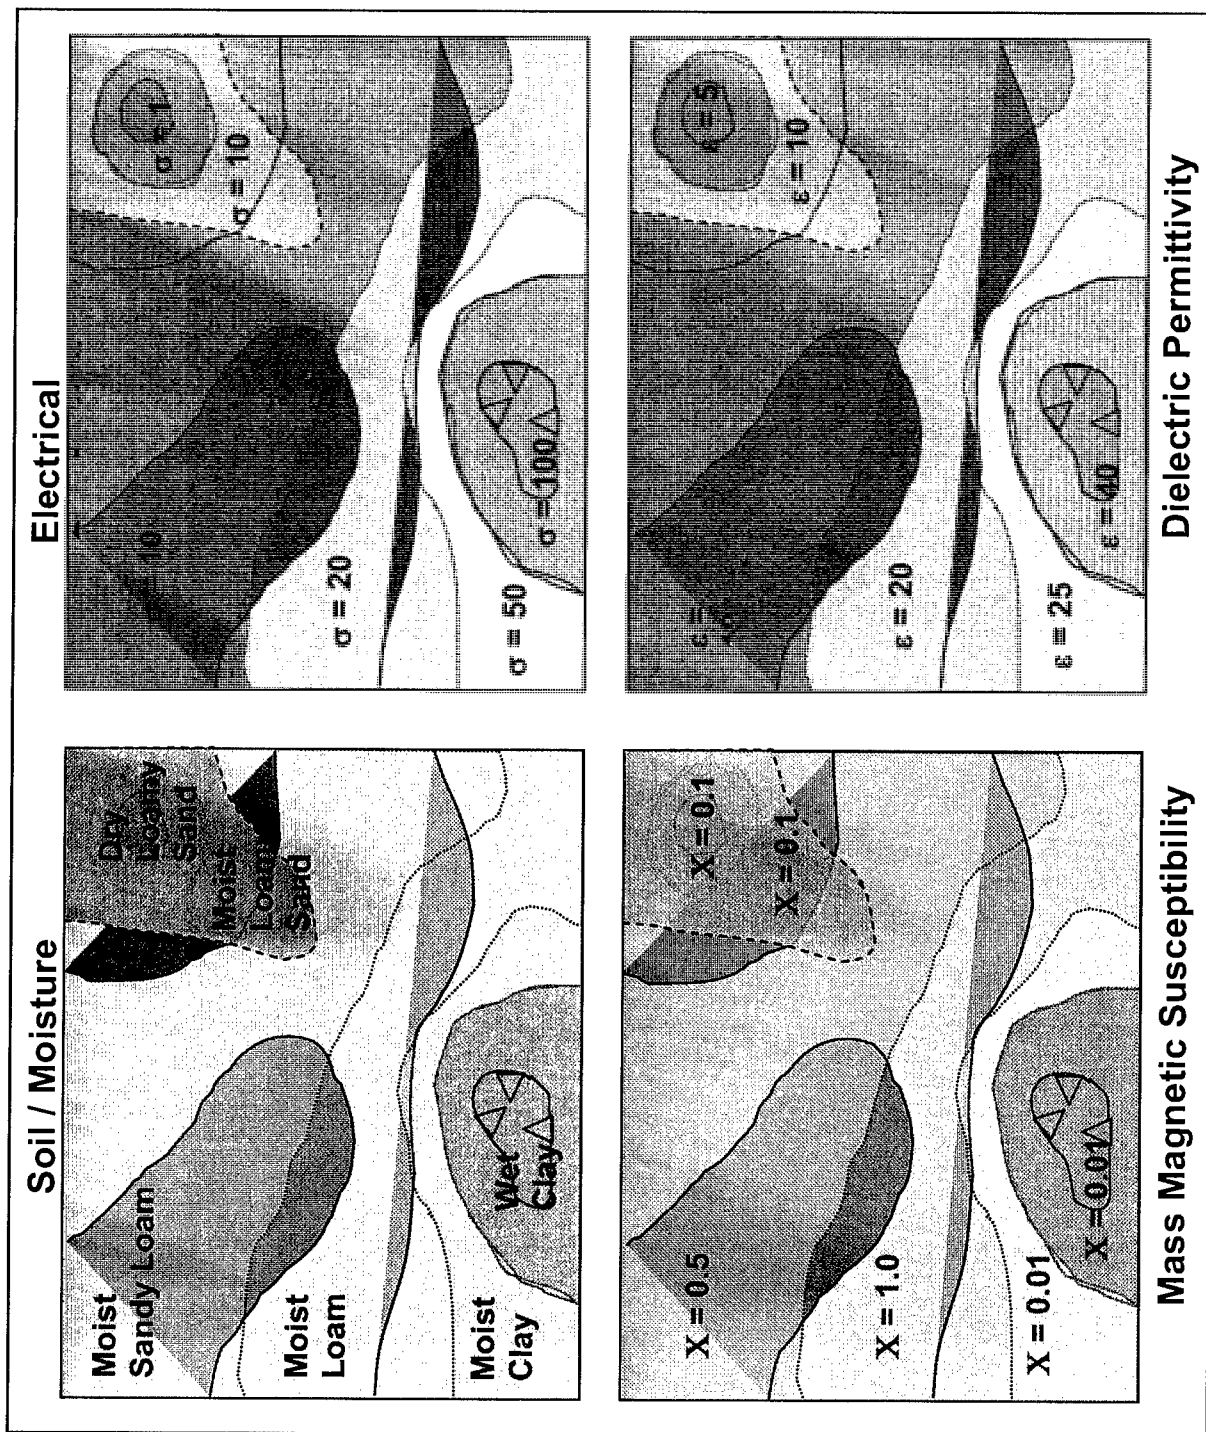 Soil / Moisture
Dry
Loamy
Sand
Moist
Loam
Sand
Moist
Sandy Loam
Moist
Loam
Moist
Clay
Wet
Clay
Electrical
σ = 1
σ = 10
= 10
σ = 20
σ = 50
σ = 100
X = 0.1
X = 0.1
X = 0.5
X = 1.0
X = 0.01
X = 0.01
Mass Magnetic Susceptibility
ε = 5
ε = 10
ε =
ε = 20
ε = 25
ε = 40
Dielectric Permittivity